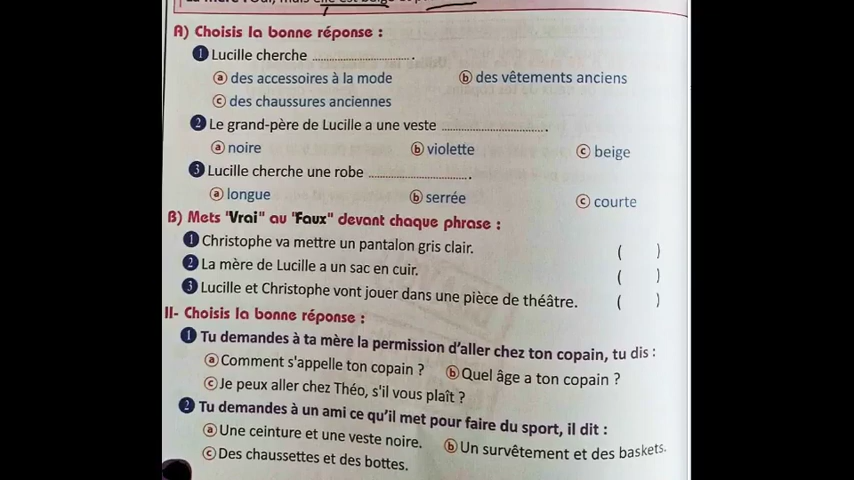 elle est beige et
A) Choisis la bonne réponse :
1 Lucille cherche .............................. .
a des accessoires à la mode b des vêtements anciens
c des chaussures anciennes
2 Le grand-père de Lucille a une veste .............................. .
a noire b violette c beige
3 Lucille cherche une robe .............................. .
a longue b serrée c courte
B) Mets "Vrai" au "Faux" devant chaque phrase :
1 Christophe va mettre un pantalon gris clair. ( )
2 La mère de Lucille a un sac en cuir. ( )
3 Lucille et Christophe vont jouer dans une pièce de théâtre. ( )
II- Choisis la bonne réponse :
1 Tu demandes à ta mère la permission d'aller chez ton copain, tu dis :
a Comment s'appelle ton copain ? b Quel âge a ton copain ?
c Je peux aller chez Théo, s'il vous plaît ?
2 Tu demandes à un ami ce qu'il met pour faire du sport, il dit :
a Une ceinture et une veste noire. b Un survêtement et des baskets.
c Des chaussettes et des bottes.